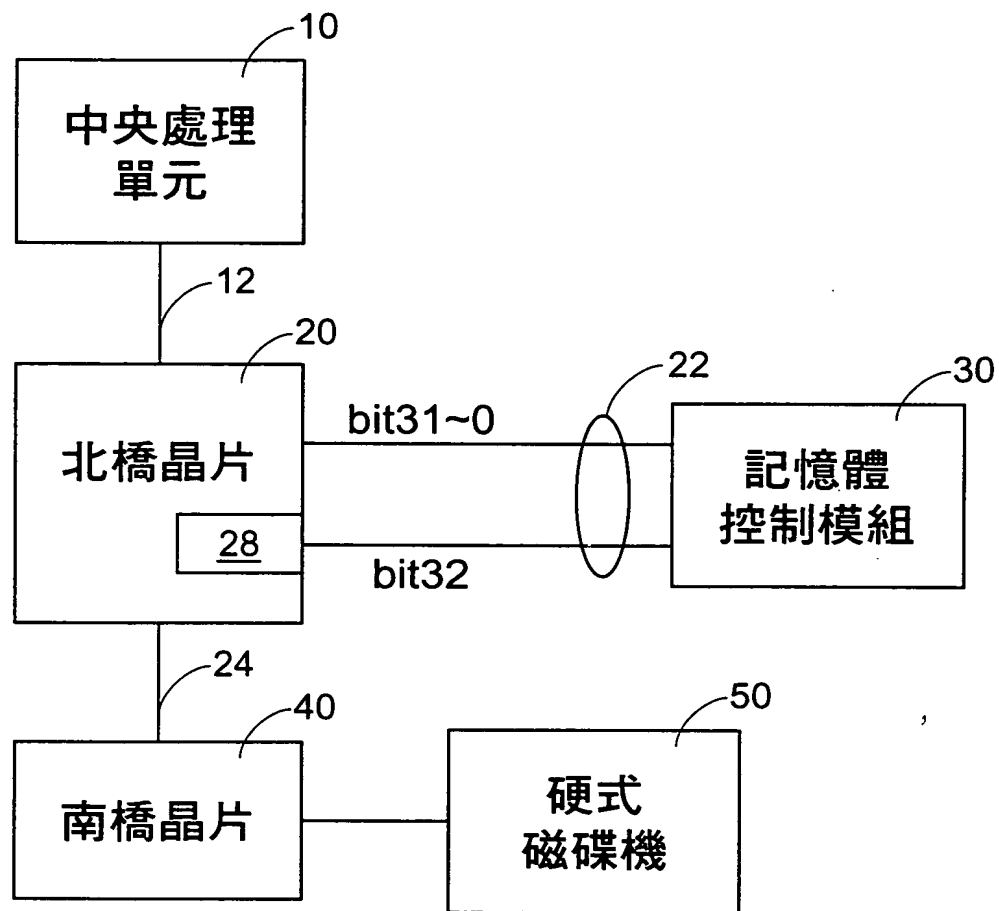 10
中央處理
單元
12
20
北橋晶片
28
bit31~0
bit32
22
30
記憶體
控制模組
24
40
南橋晶片
50
硬式
磁碟機